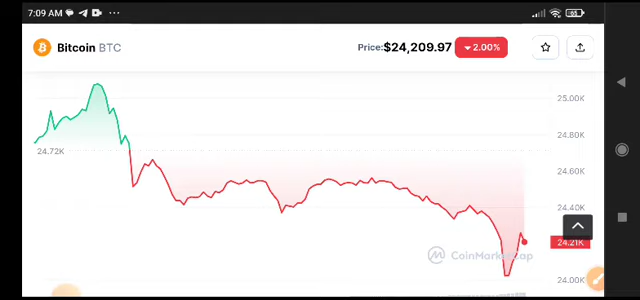 7:09 AM
65
Bitcoin BTC
Price:$24,209.97 2.00%
25.00K
24.80K
24.72K
24.60K
24.40K
24.21K
CoinMarketCap
24.00K